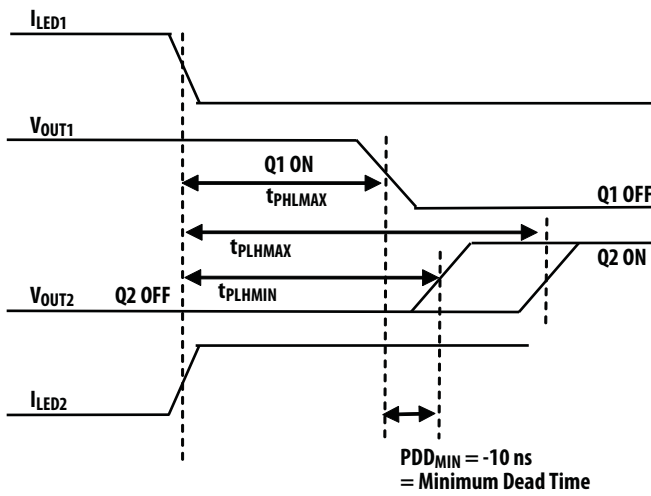 ILED1
VOUT1
Q1 ON
tPHLMAX
Q1 OFF
tPLHMAX
Q2 ON
tPLHMIN
VOUT2 Q2 OFF
ILED2
PDDMIN = -10 ns
= Minimum Dead Time